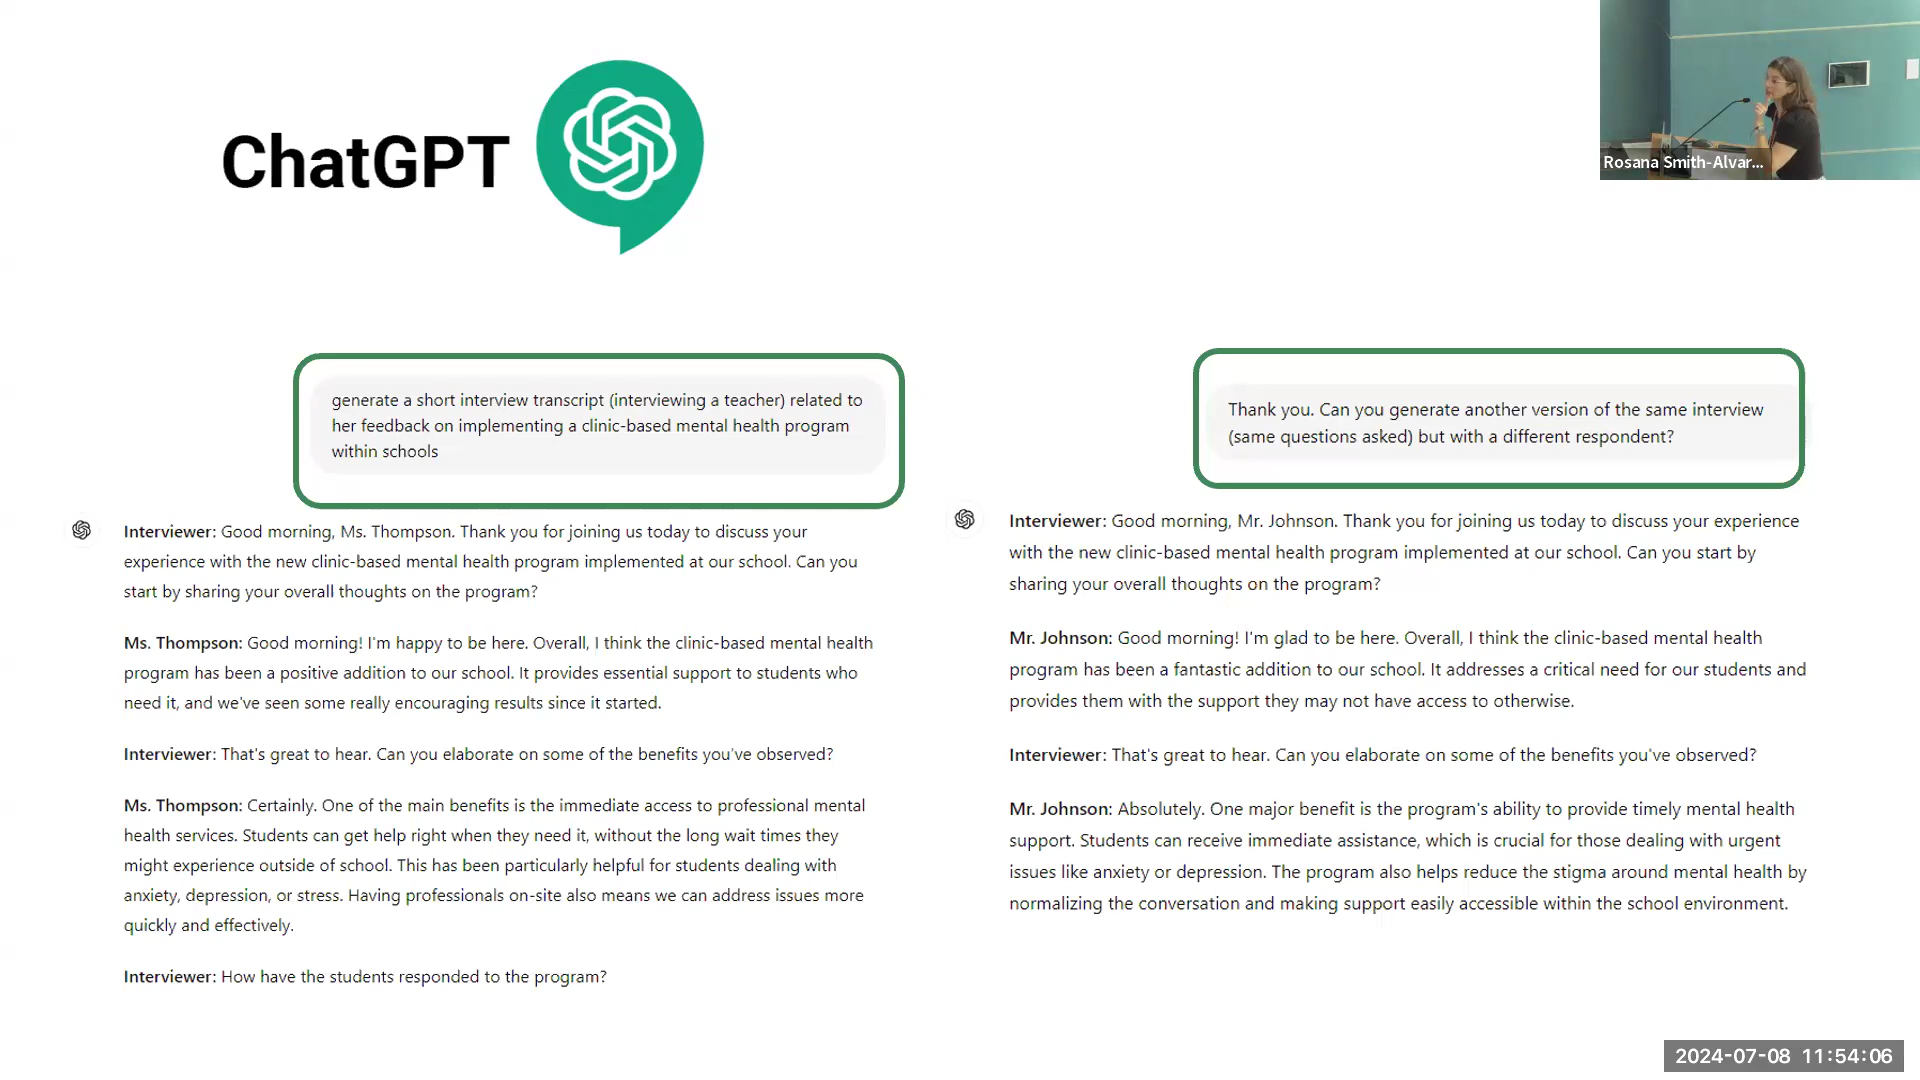 ChatGPT
Rosana Smith-Alvar...
generate a short interview transcript (interviewing a teacher) related to
her feedback on implementing a clinic-based mental health program
within schools
Interviewer: Good morning, Ms. Thompson. Thank you for joining us today to discuss your
experience with the new clinic-based mental health program implemented at our school. Can you
start by sharing your overall thoughts on the program?
Ms. Thompson: Good morning! I'm happy to be here. Overall, I think the clinic-based mental health
program has been a positive addition to our school. It provides essential support to students who
need it, and we've seen some really encouraging results since it started.
Interviewer: That's great to hear. Can you elaborate on some of the benefits you've observed?
Ms. Thompson: Certainly. One of the main benefits is the immediate access to professional mental
health services. Students can get help right when they need it, without the long wait times they
might experience outside of school. This has been particularly helpful for students dealing with
anxiety, depression, or stress. Having professionals on-site also means we can address issues more
quickly and effectively.
Interviewer: How have the students responded to the program?
Thank you. Can you generate another version of the same interview
(same questions asked) but with a different respondent?
Interviewer: Good morning, Mr. Johnson. Thank you for joining us today to discuss your experience
with the new clinic-based mental health program implemented at our school. Can you start by
sharing your overall thoughts on the program?
Mr. Johnson: Good morning! I'm glad to be here. Overall, I think the clinic-based mental health
program has been a fantastic addition to our school. It addresses a critical need for our students and
provides them with the support they may not have access to otherwise.
Interviewer: That's great to hear. Can you elaborate on some of the benefits you've observed?
Mr. Johnson: Absolutely. One major benefit is the program's ability to provide timely mental health
support. Students can receive immediate assistance, which is crucial for those dealing with urgent
issues like anxiety or depression. The program also helps reduce the stigma around mental health by
normalizing the conversation and making support easily accessible within the school environment.
2024-07-08 11:54:06